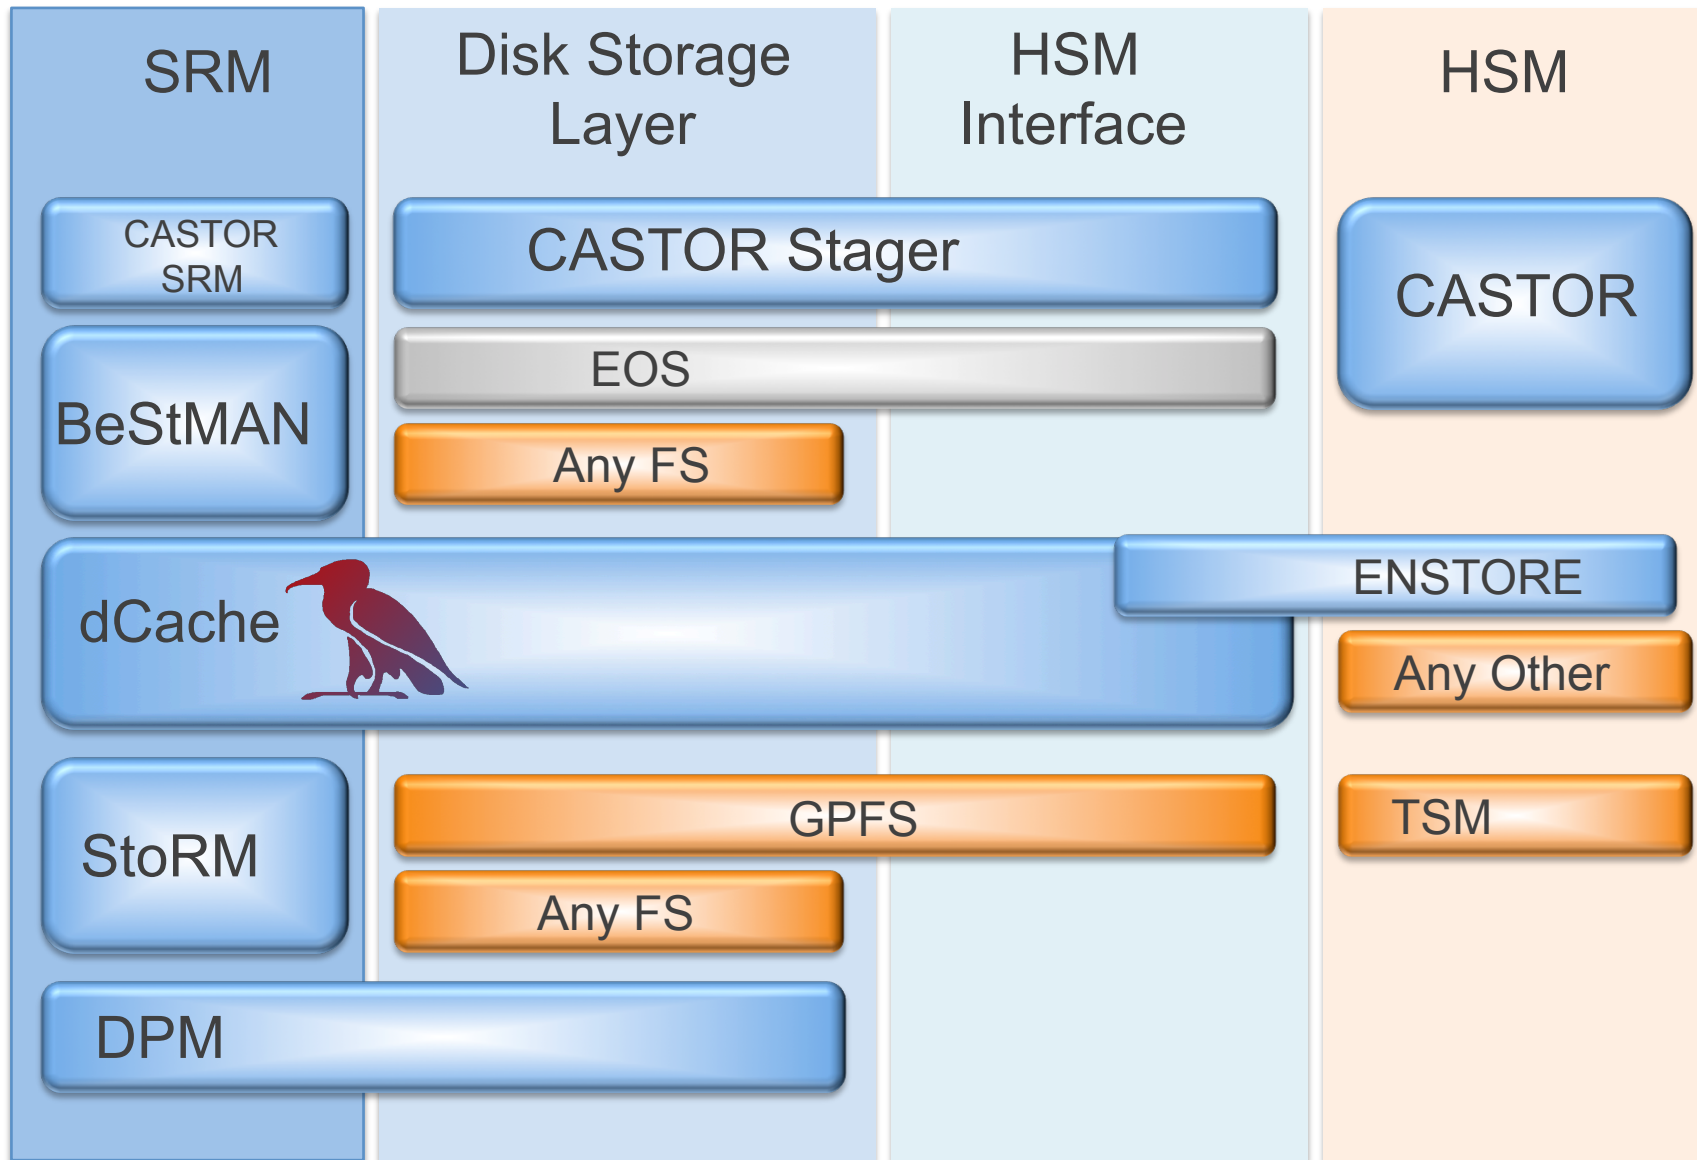 SRM
Disk Storage
Layer
HSM
Interface
HSM
CASTOR
SRM
CASTOR Stager
CASTOR
EOS
BeStMAN
Any FS
ENSTORE
dCache
Any Other
GPFS
TSM
StoRM
Any FS
DPM